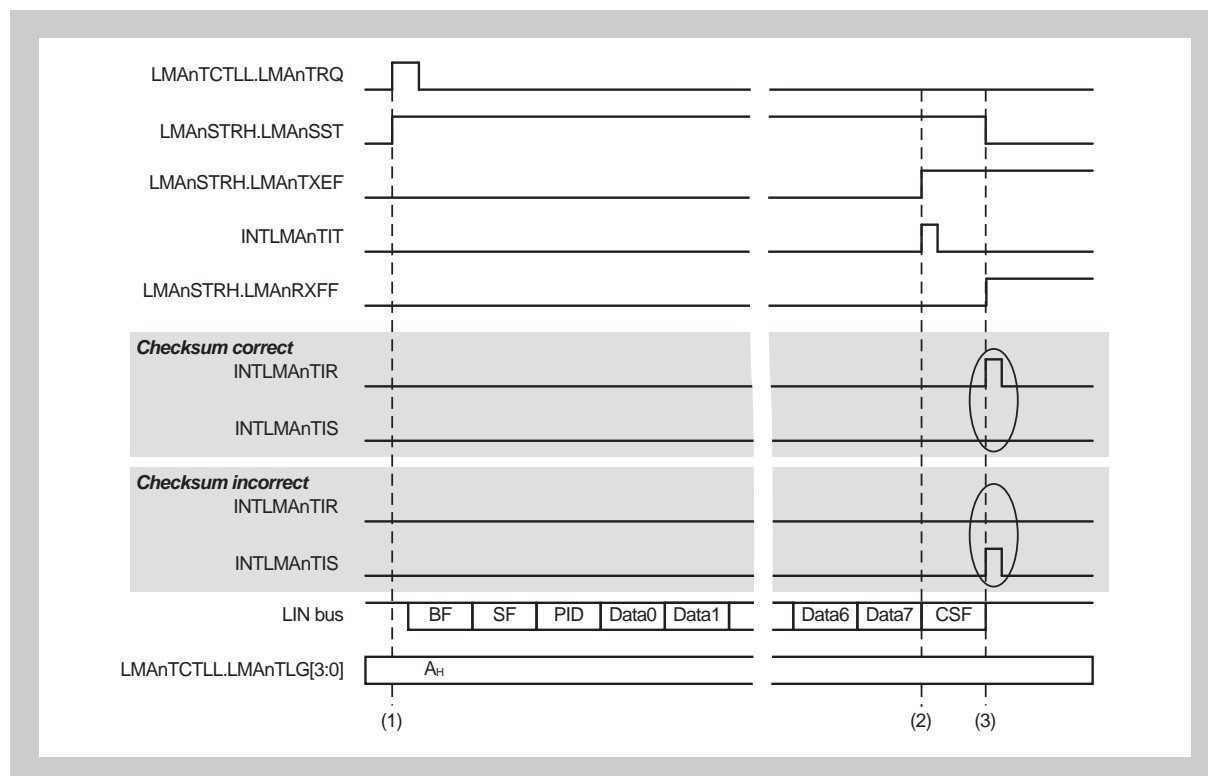 LMAnTCTLL.LMAnTRQ
LMAnSTRH.LMAnSST
LMAnSTRH.LMAnTXEF
INTLMAnTIT
LMAnSTRH.LMAnRXFF
Checksum correct
INTLMAnTIR
INTLMAnTIS
Checksum incorrect
INTLMAnTIR
INTLMAnTIS
LIN bus BF SF PID Data0 Data1 Data6 Data7 CSF
LMAnTCTLL.LMAnTLG[3:0] AH
(1) (2) (3)